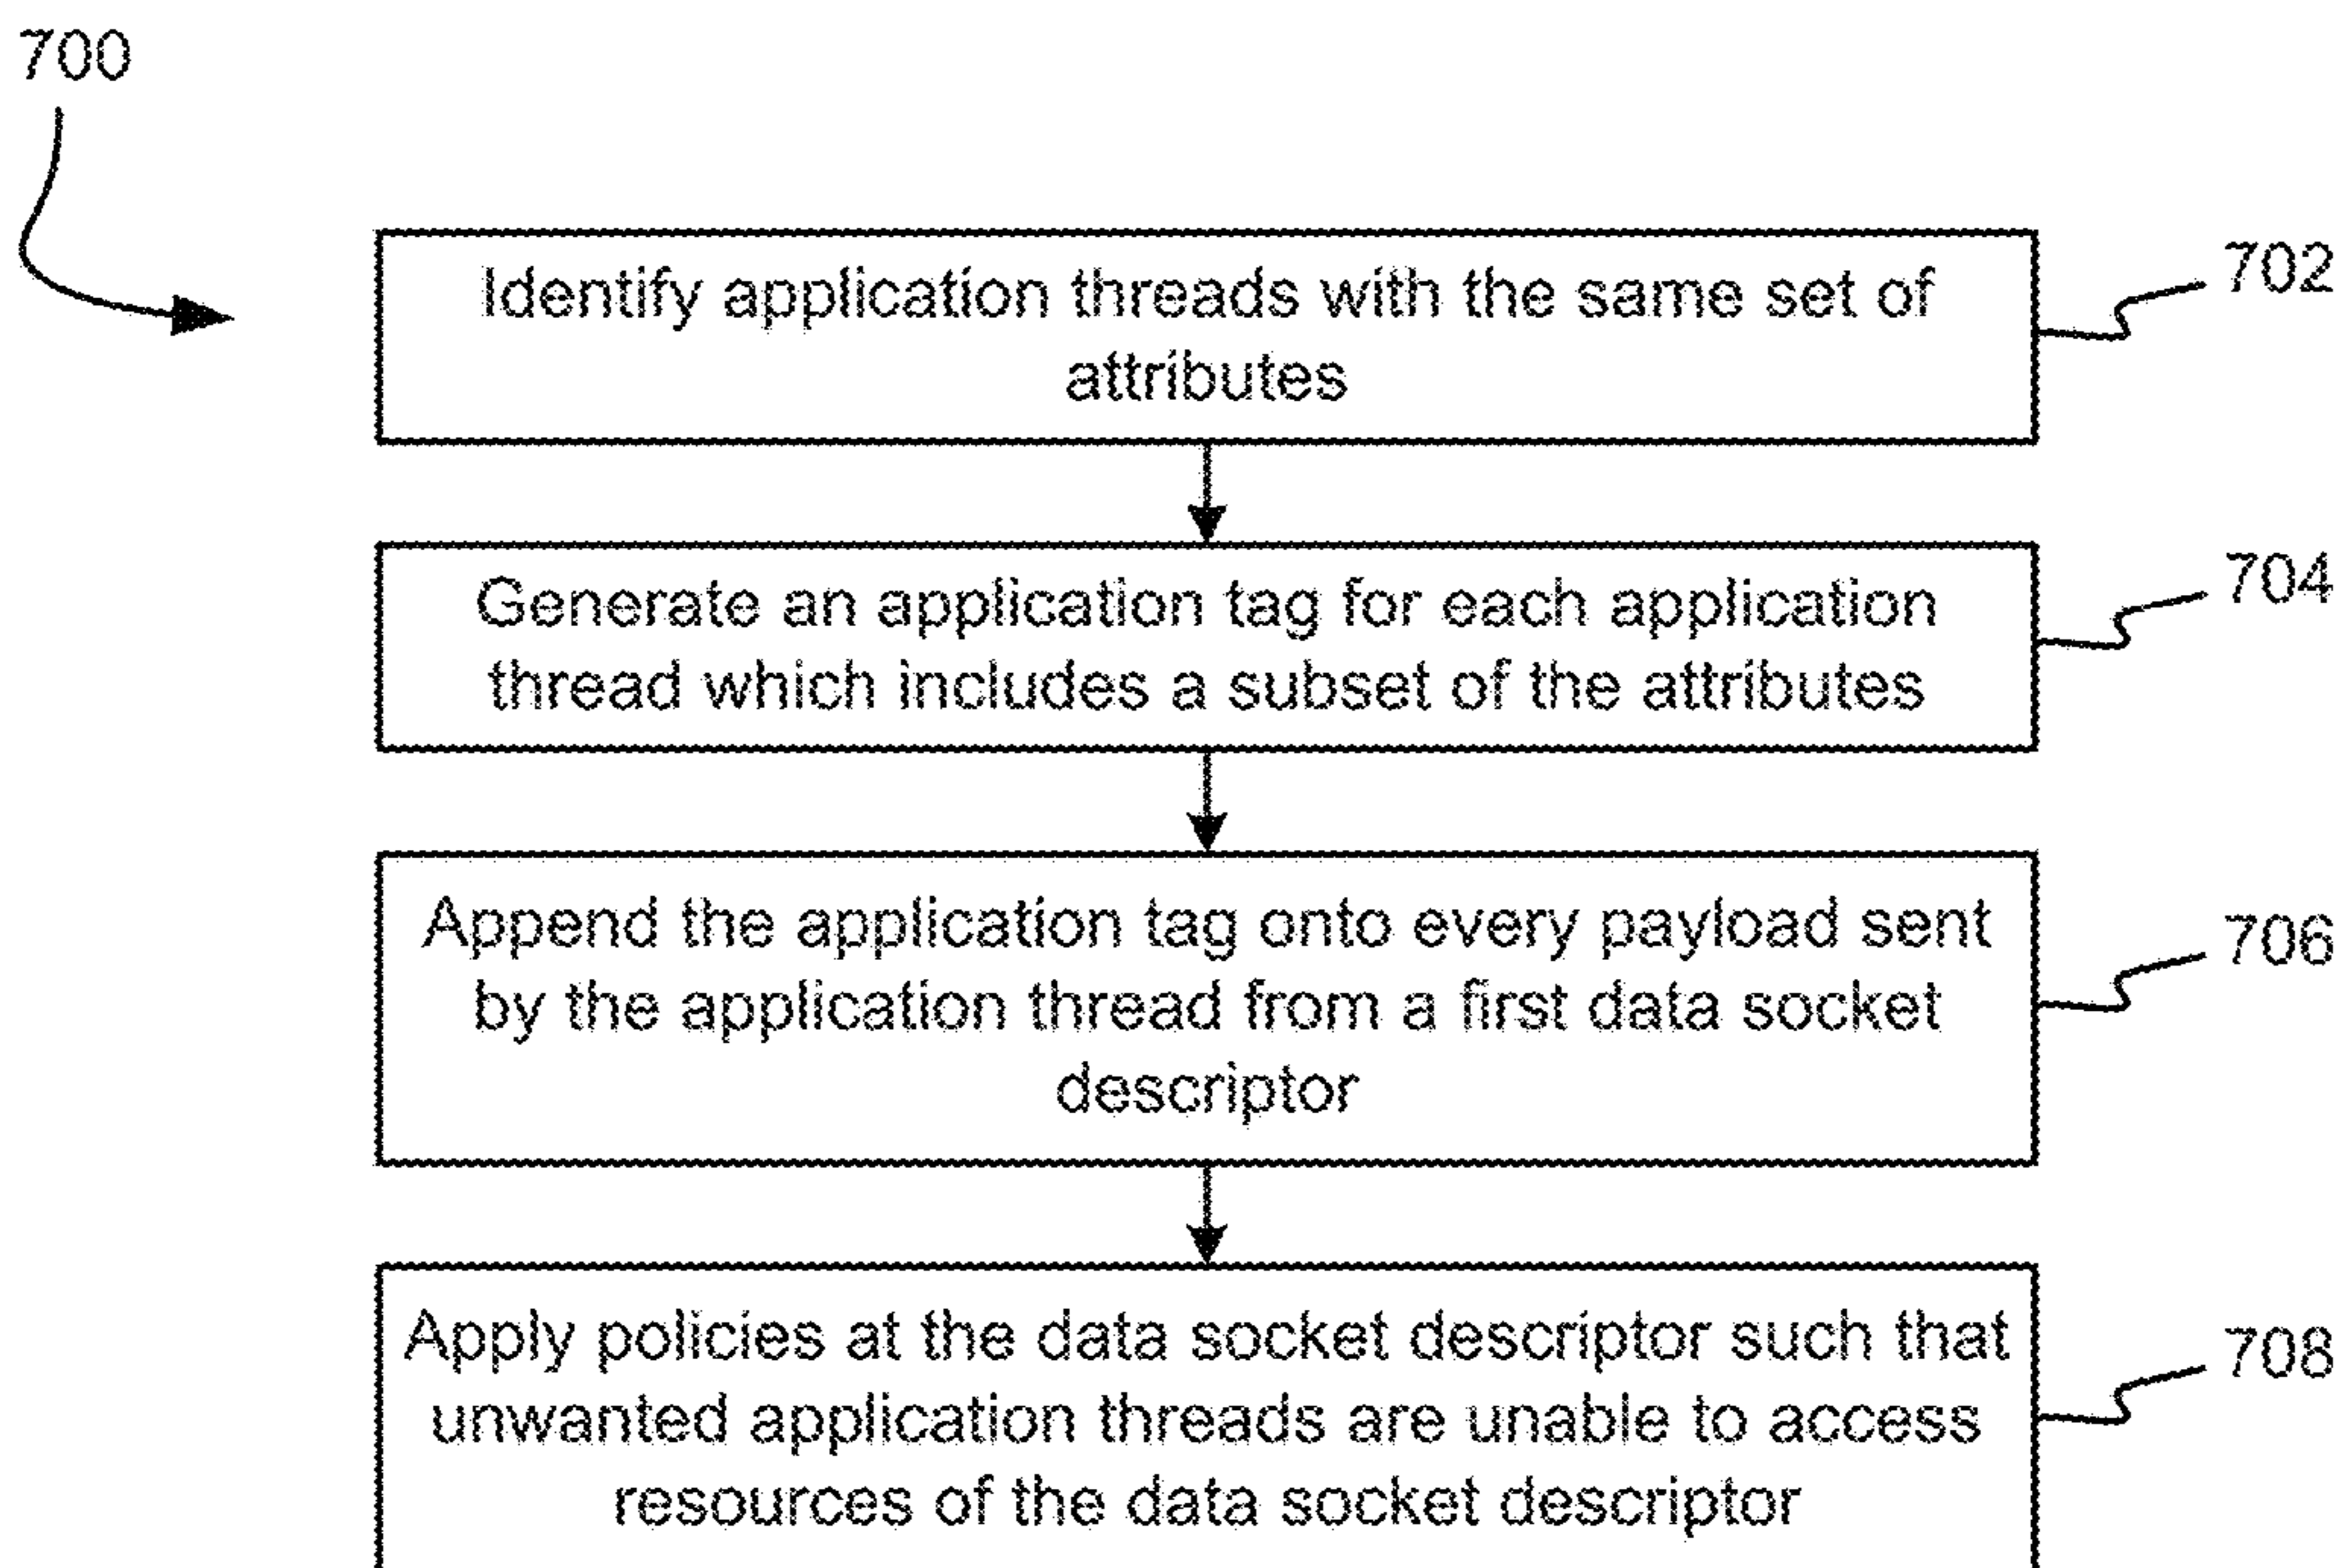 700
Identify application threads with the same set of
attributes
702
Generate an application tag for each application
thread which includes a subset of the attributes
704
Append the application tag onto every payload sent
by the application thread from a first data socket
descriptor
706
Apply policies at the data socket descriptor such that
unwanted application threads are unable to access
resources of the data socket descriptor
708